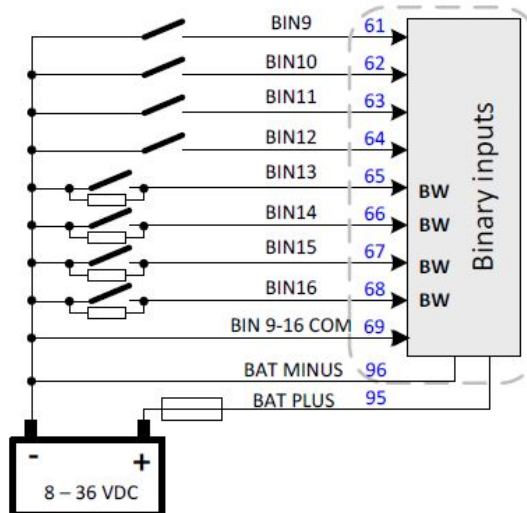 BIN9 61
BIN10 62
BIN11 63
BIN12 64
BIN13 65 BW
BIN14 66 BW
BIN15 67 BW
BIN16 68 BW
BIN 9-16 COM 69
BAT MINUS 96
BAT PLUS 95
Binary inputs
- +
8 – 36 VDC